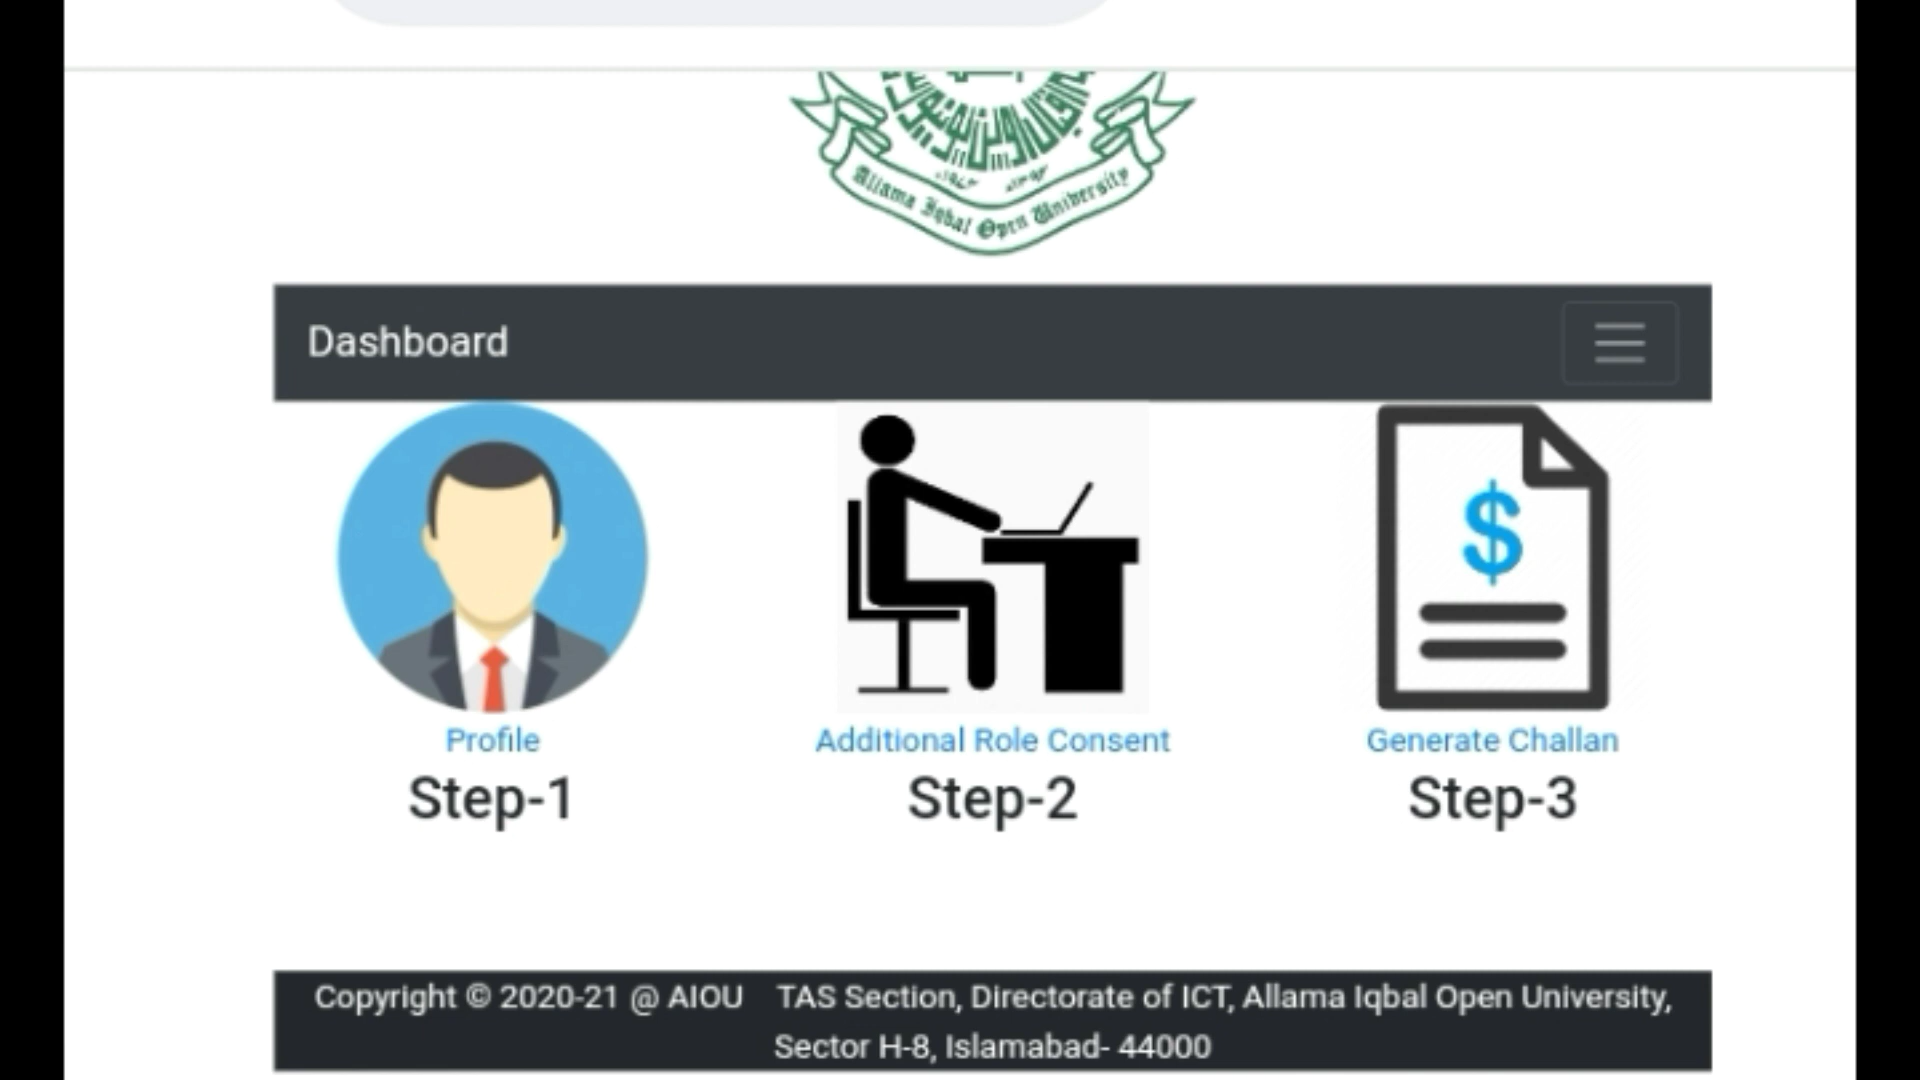 Allama Iqbal Open University
Dashboard
$
Profile
Additional Role Consent
Generate Challan
Step-1
Step-2
Step-3
Copyright © 2020-21 @ AIOU TAS Section, Directorate of ICT, Allama Iqbal Open University,
Sector H-8, Islamabad- 44000